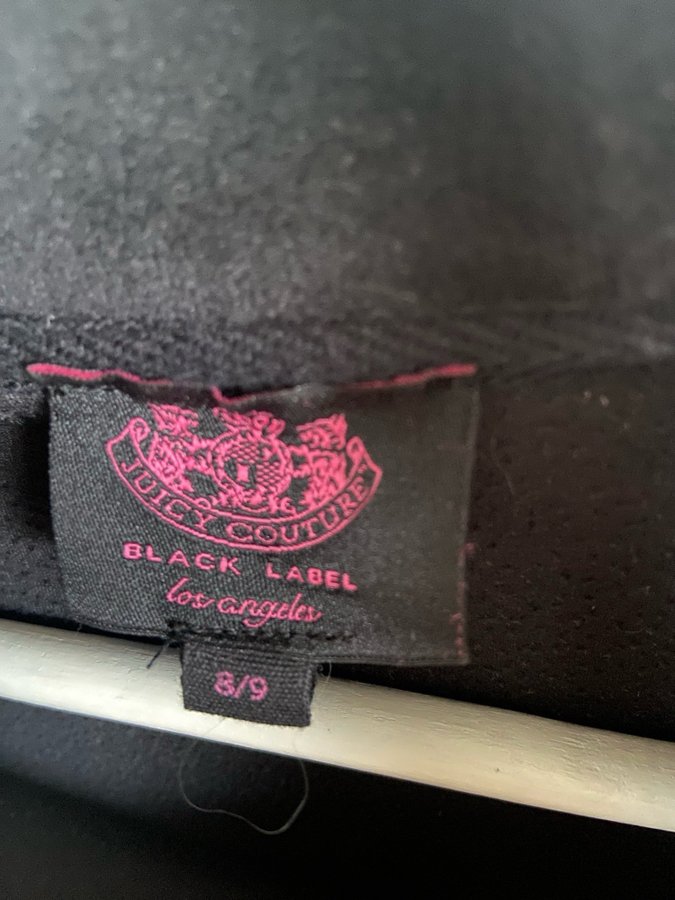 JUICY COUTURE
BLACK LABEL
los angeles
8/9